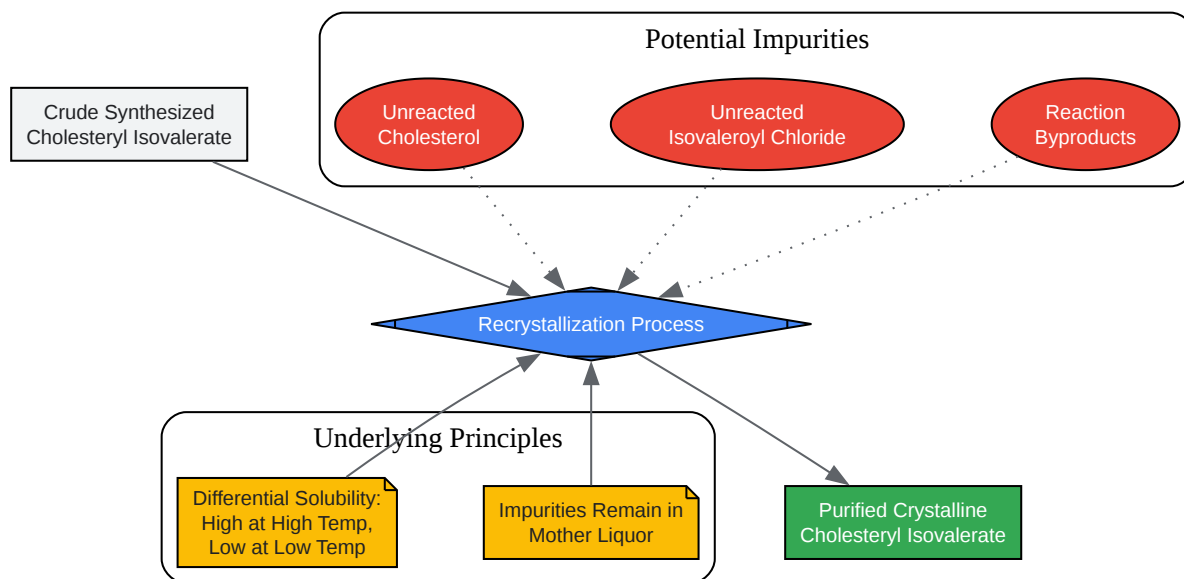 Potential Impurities
Crude Synthesized
Cholesteryl Isovalerate
Unreacted
Cholesterol
Unreacted
Isovaleroyl Chloride
Reaction
Byproducts
Recrystallization Process
Underlying Principles
Differential Solubility:
High at High Temp,
Low at Low Temp
Impurities Remain in
Mother Liquor
Purified Crystalline
Cholesteryl Isovalerate